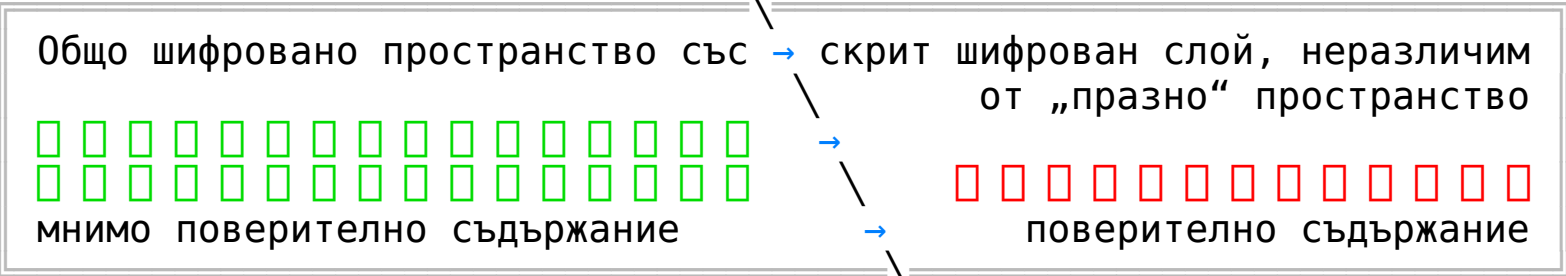 Общо шифровано пространство със → скрит шифрован слой, неразличим
от „празно“ пространство
→
мнимо поверително съдържание → поверително съдържание